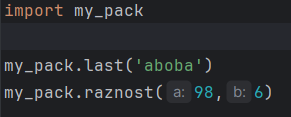 import my_pack
my_pack.last('aboba')
my_pack.raznost( a: 98, b: 6)